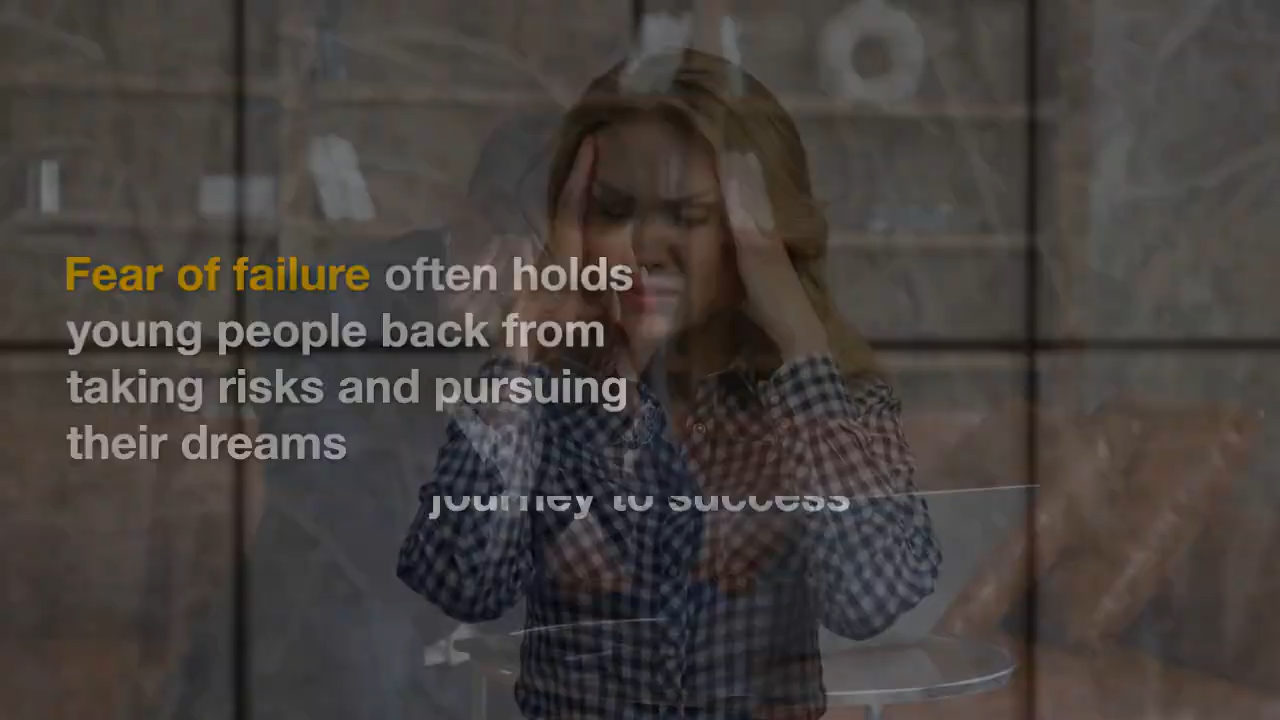 Fear of failure often holds
young people back from
taking risks and pursuing
their dreams
journey to success